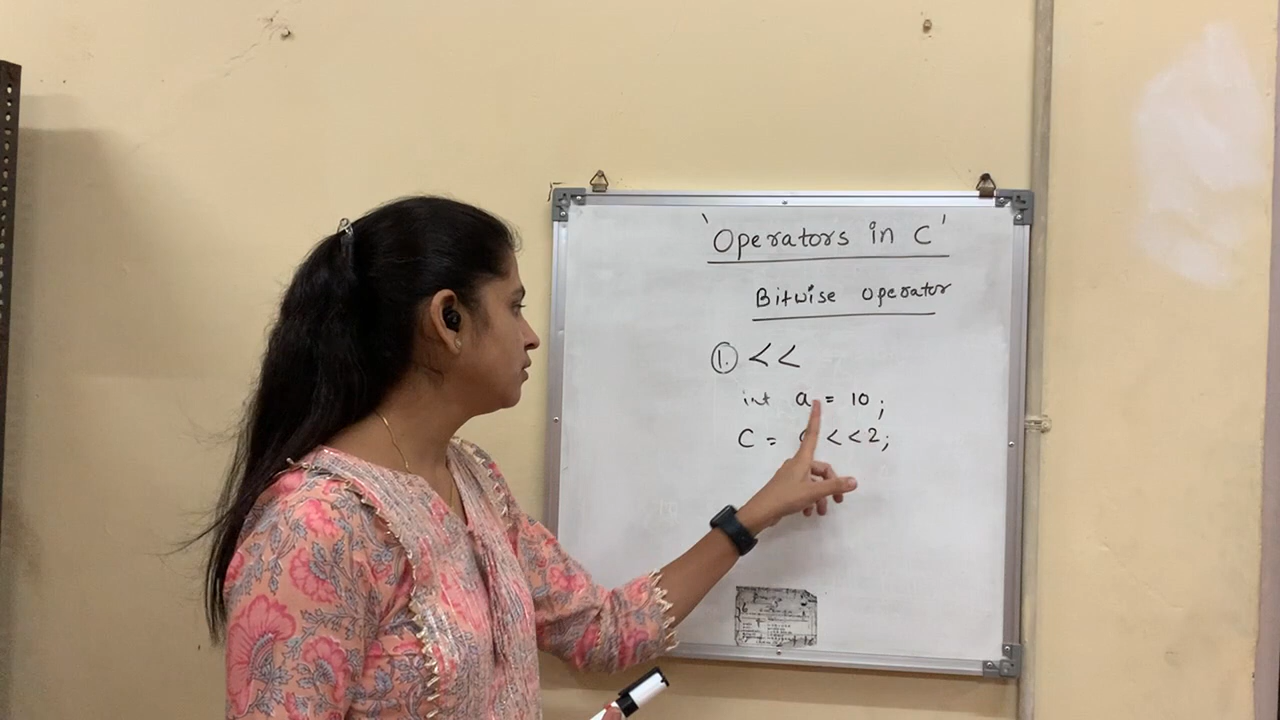 'Operators in C'
Bitwise operator
1. <<
int a = 10;
C = <<2;